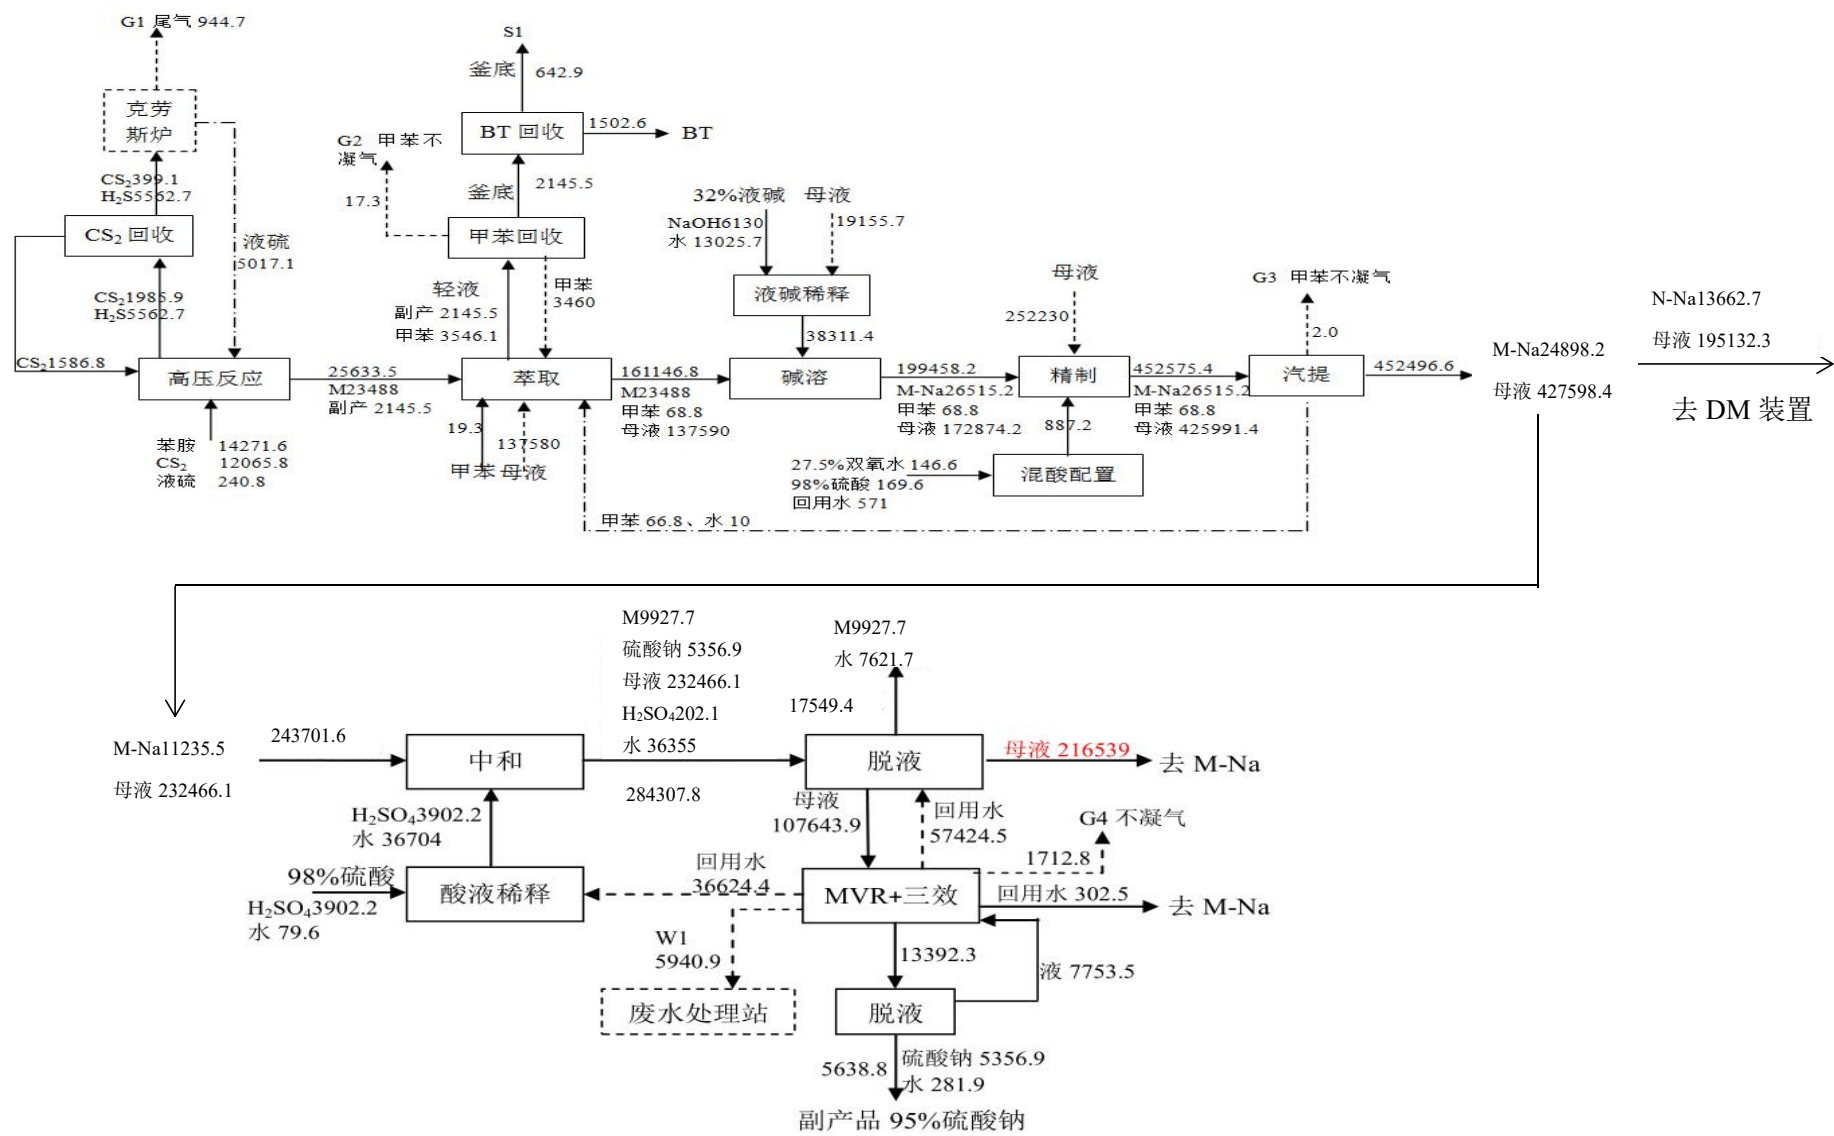 G1 尾气 944.7
克劳
斯炉
CS₂399.1
H₂S5562.7
CS₂ 回收
液硫
5017.1
CS₂1985.9
H₂S5562.7
CS₂1586.8
高压反应
苯胺 14271.6
CS₂ 12065.8
液硫 240.8
25633.5
M23488
副产 2145.5
S1
釜底 642.9
BT 回收
1502.6
BT
G2 甲苯不
凝气
17.3
釜底
2145.5
甲苯回收
轻液
副产 2145.5
甲苯 3546.1
甲苯
3460
萃取
19.3
137580
甲苯 母液
161146.8
M23488
甲苯 68.8
母液 137590
32%液碱
母液
NaOH6130
水 13025.7
19155.7
液碱稀释
38311.4
碱溶
199458.2
M-Na26515.2
甲苯 68.8
母液 172874.2
母液
252230
精制
887.2
27.5%双氧水 146.6
98%硫酸 169.6
回用水 571
混酸配置
452575.4
M-Na26515.2
甲苯 68.8
母液 425991.4
G3 甲苯不凝气
2.0
汽提
甲苯 66.8、水 10
452496.6
M-Na24898.2
母液 427598.4
N-Na13662.7
母液 195132.3
去 DM 装置
M-Na11235.5
母液 232466.1
243701.6
中和
H₂SO₄3902.2
水 36704
98%硫酸
H₂SO₄3902.2
水 79.6
酸液稀释
M9927.7
硫酸钠 5356.9
母液 232466.1
H₂SO₄202.1
水 36355
284307.8
M9927.7
水 7621.7
17549.4
脱液
母液 216539
去 M-Na
母液
107643.9
回用水
57424.5
G4 不凝气
1712.8
回用水
36624.4
MVR+三效
回用水 302.5
去 M-Na
W1
5940.9
废水处理站
13392.3
液 7753.5
脱液
5638.8
硫酸钠 5356.9
水 281.9
副产品 95%硫酸钠